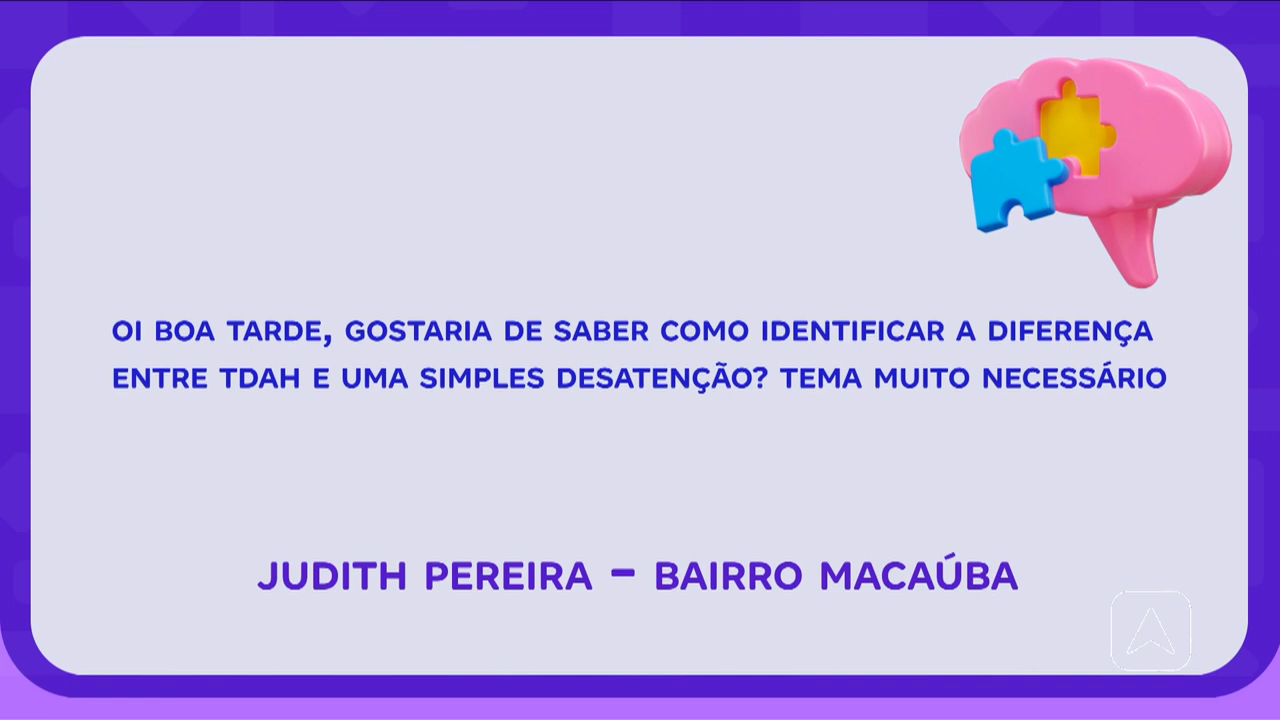 OI BOA TARDE, GOSTARIA DE SABER COMO IDENTIFICAR A DIFERENÇA
ENTRE TDAH E UMA SIMPLES DESATENÇÃO? TEMA MUITO NECESSÁRIO
JUDITH PEREIRA – BAIRRO MACAÚBA